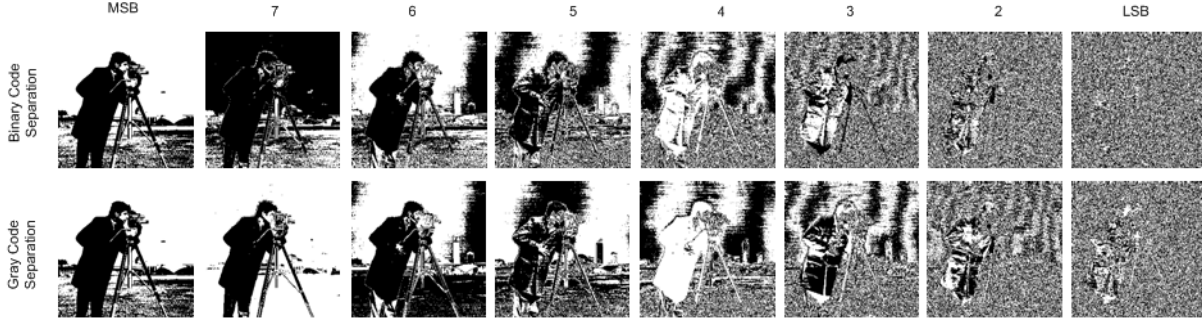 MSB 7 6 5 4 3 2 LSB
Binary Code
Separation
Gray Code
Separation